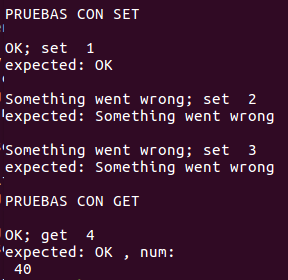 PRUEBAS CON SET
OK; set  1
expected: OK
Something went wrong; set  2
expected: Something went wrong
Something went wrong; set  3
expected: Something went wrong
PRUEBAS CON GET
OK; get  4
expected: OK , num:
 40